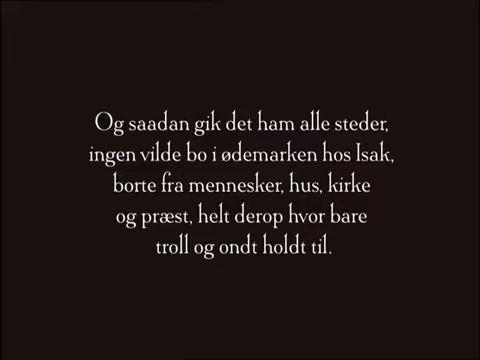 Og saadan gik det ham alle steder,
ingen vilde bo i ødemarken hos Isak,
borte fra mennesker, hus, kirke
og præst, helt derop hvor bare
troll og ondt holdt til.